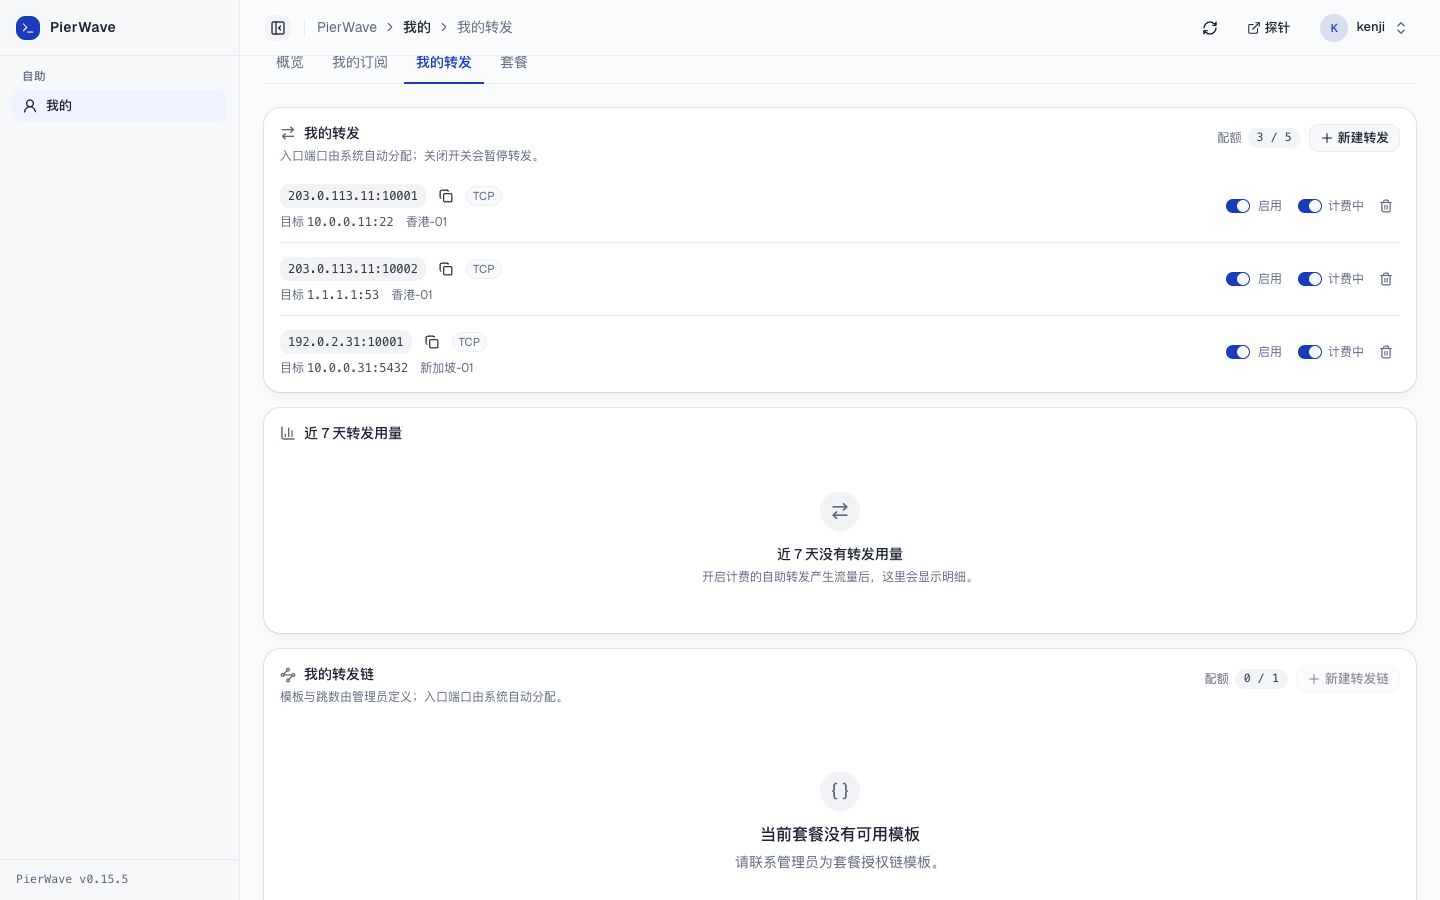 PierWave
PierWave > 我的 > 我的转发
探针
K
kenji
自助
我的
概览 我的订阅 我的转发 套餐
我的转发
入口端口由系统自动分配；关闭开关会暂停转发。
配额 3 / 5
新建转发
203.0.113.11:10001 TCP
目标 10.0.0.11:22 香港-01
启用 计费中
203.0.113.11:10002 TCP
目标 1.1.1.1:53 香港-01
启用 计费中
192.0.2.31:10001 TCP
目标 10.0.0.31:5432 新加坡-01
启用 计费中
近 7 天转发用量
近 7 天没有转发用量
开启计费的自助转发产生流量后，这里会显示明细。
我的转发链
模板与跳数由管理员定义；入口端口由系统自动分配。
配额 0 / 1
新建转发链
当前套餐没有可用模板
请联系管理员为套餐授权链模板。
PierWave v0.15.5